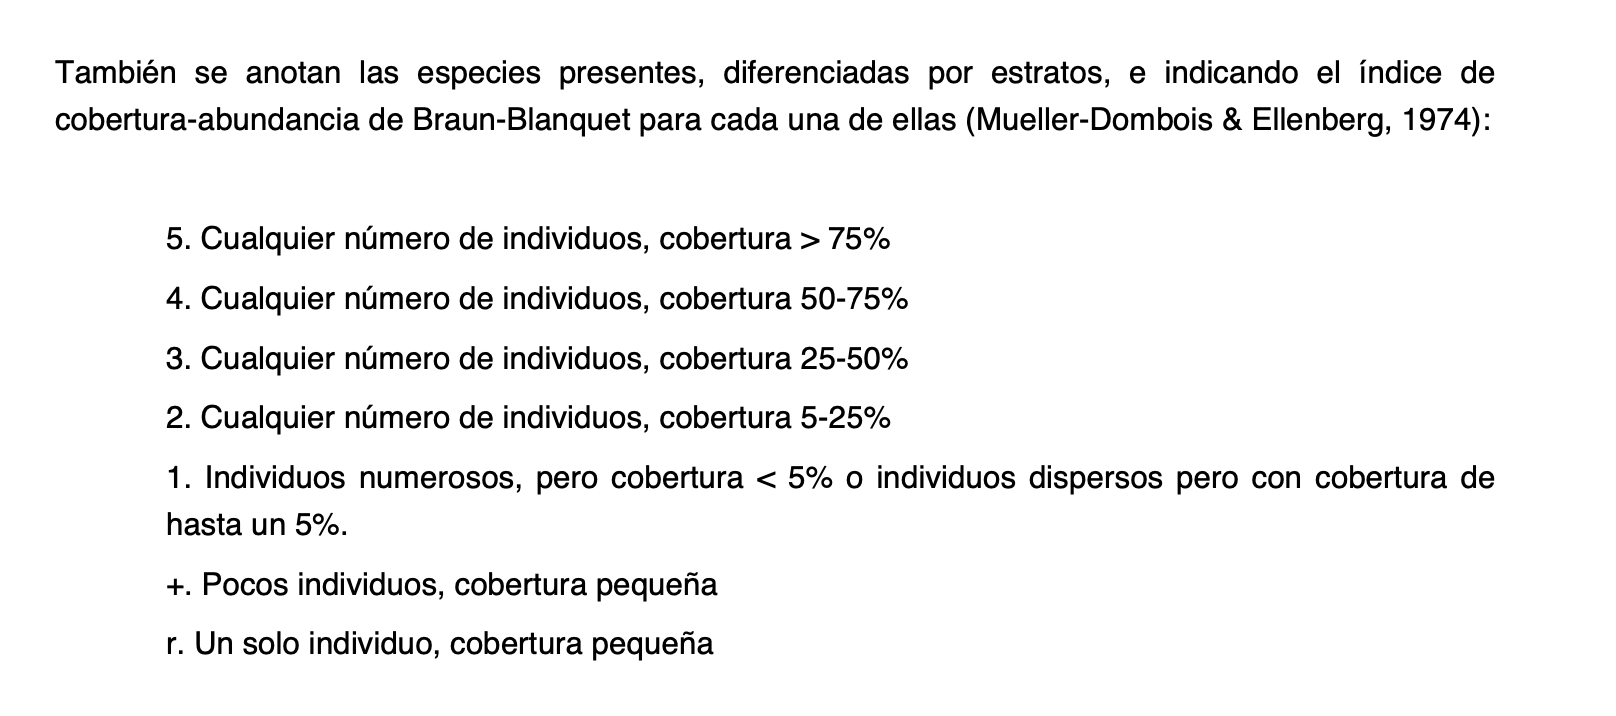 También se anotan las especies presentes, diferenciadas por estratos, e indicando el índice de
cobertura-abundancia de Braun-Blanquet para cada una de ellas (Mueller-Dombois & Ellenberg, 1974):
5. Cualquier número de individuos, cobertura > 75%
4. Cualquier número de individuos, cobertura 50-75%
3. Cualquier número de individuos, cobertura 25-50%
2. Cualquier número de individuos, cobertura 5-25%
1. Individuos numerosos, pero cobertura < 5% o individuos dispersos pero con cobertura de
hasta un 5%.
+. Pocos individuos, cobertura pequeña
r. Un solo individuo, cobertura pequeña